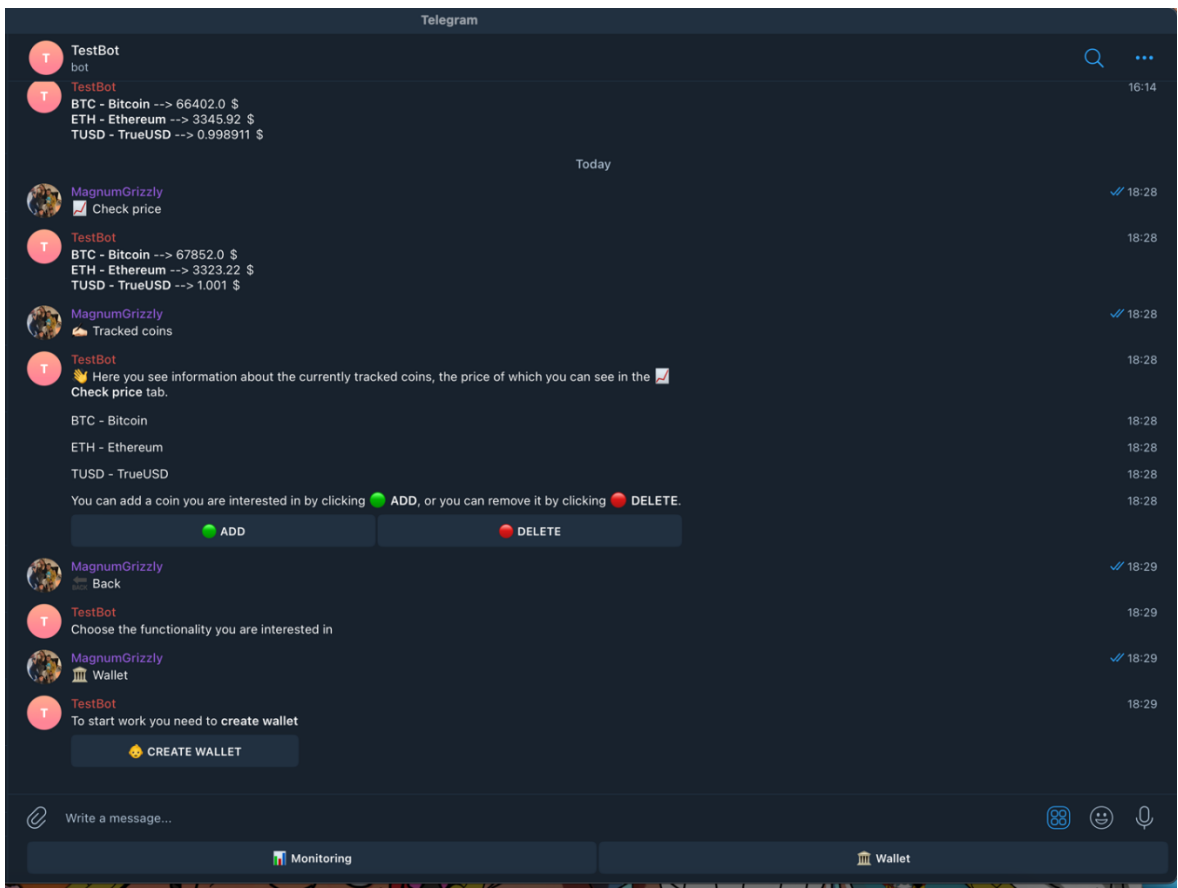 Telegram
T
TestBot
bot
T
TestBot
16:14
BTC - Bitcoin --> 66402.0 $
ETH - Ethereum --> 3345.92 $
TUSD - TrueUSD --> 0.998911 $
Today
MagnumGrizzly
18:28
📈 Check price
T
TestBot
18:28
BTC - Bitcoin --> 67852.0 $
ETH - Ethereum --> 3323.22 $
TUSD - TrueUSD --> 1.001 $
MagnumGrizzly
18:28
✍🏻 Tracked coins
T
TestBot
18:28
👋 Here you see information about the currently tracked coins, the price of which you can see in the 📈
Check price tab.
BTC - Bitcoin
18:28
ETH - Ethereum
18:28
TUSD - TrueUSD
18:28
You can add a coin you are interested in by clicking 🟢 ADD, or you can remove it by clicking 🔴 DELETE.
18:28
🟢 ADD
🔴 DELETE
MagnumGrizzly
18:29
🔙 Back
T
TestBot
18:29
Choose the functionality you are interested in
MagnumGrizzly
18:29
🏛 Wallet
T
TestBot
18:29
To start work you need to create wallet
👶 CREATE WALLET
Write a message...
📊 Monitoring
🏛 Wallet